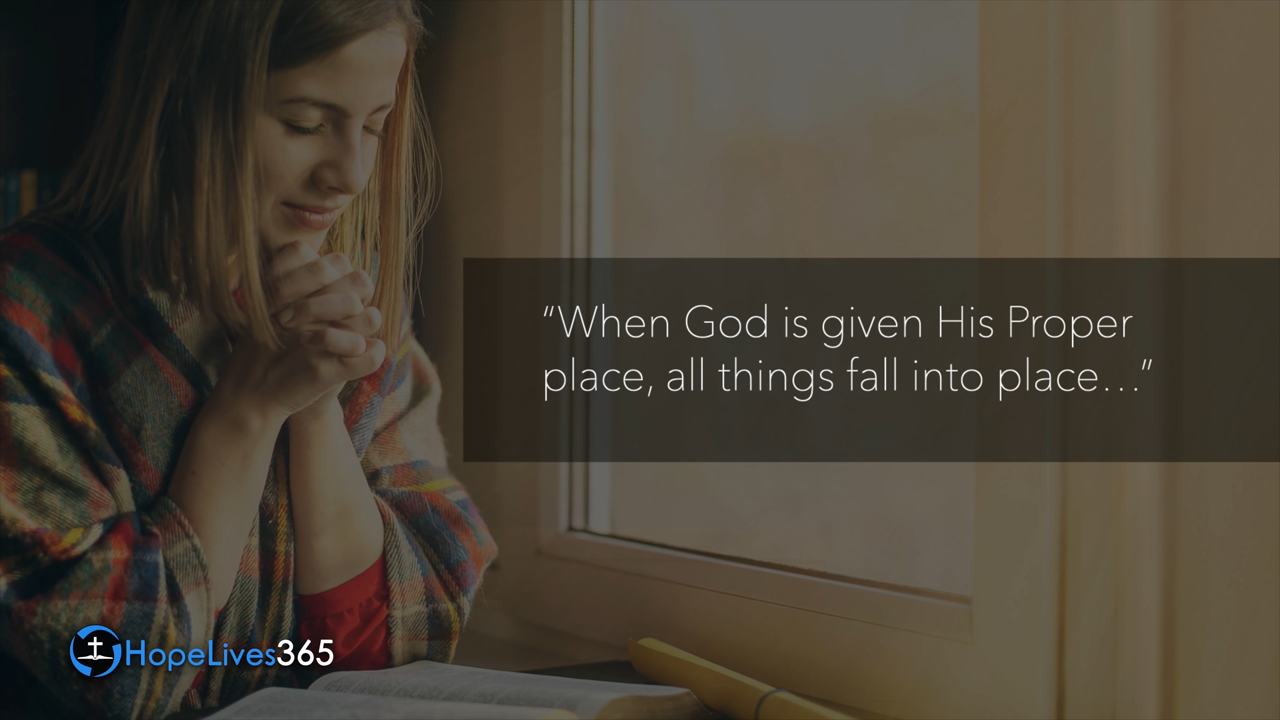 “When God is given His Proper
place, all things fall into place...”
HopeLives365